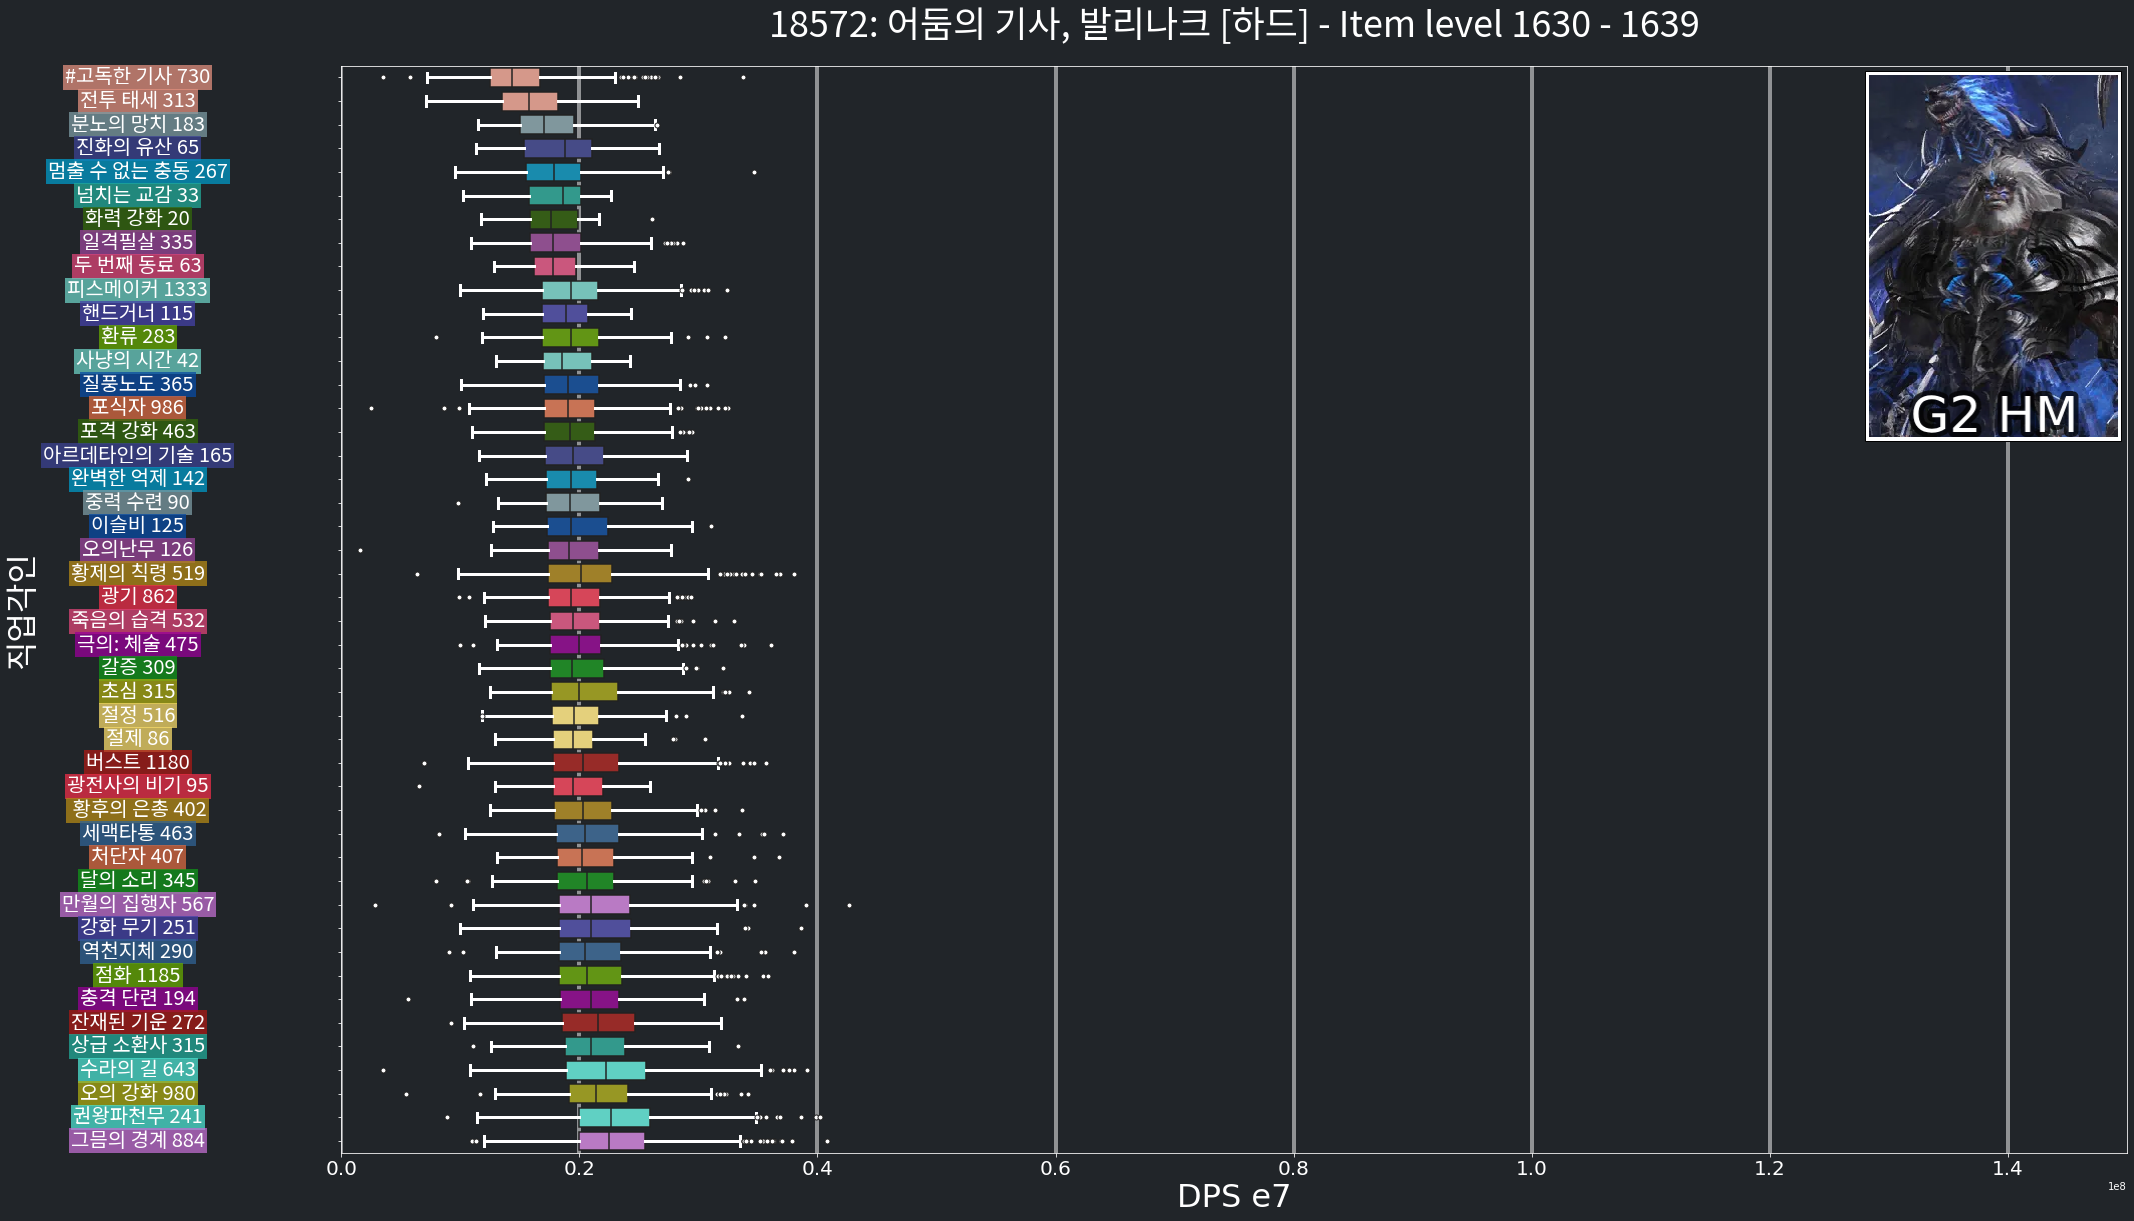 18572: 어둠의 기사, 발리나크 [하드] - Item level 1630 - 1639
#고독한 기사 730
전투 태세 313
분노의 망치 183
진화의 유산 65
멈출 수 없는 충동 267
넘치는 교감 33
화력 강화 20
일격필살 335
두 번째 동료 63
피스메이커 1333
핸드거너 115
환류 283
사냥의 시간 42
질풍노도 365
포식자 986
포격 강화 463
아르데타인의 기술 165
완벽한 억제 142
중력 수련 90
이슬비 125
오의난무 126
황제의 칙령 519
광기 862
죽음의 습격 532
극의: 체술 475
갈증 309
초심 315
절정 516
절제 86
버스트 1180
광전사의 비기 95
황후의 은총 402
세맥타통 463
처단자 407
달의 소리 345
만월의 집행자 567
강화 무기 251
역천지체 290
점화 1185
충격 단련 194
잔재된 기운 272
상급 소환사 315
수라의 길 643
오의 강화 980
권왕파천무 241
그믐의 경계 884
직업각인
G2 HM
0.0 0.2 0.4 0.6 0.8 1.0 1.2 1.4
DPS e7
1e8